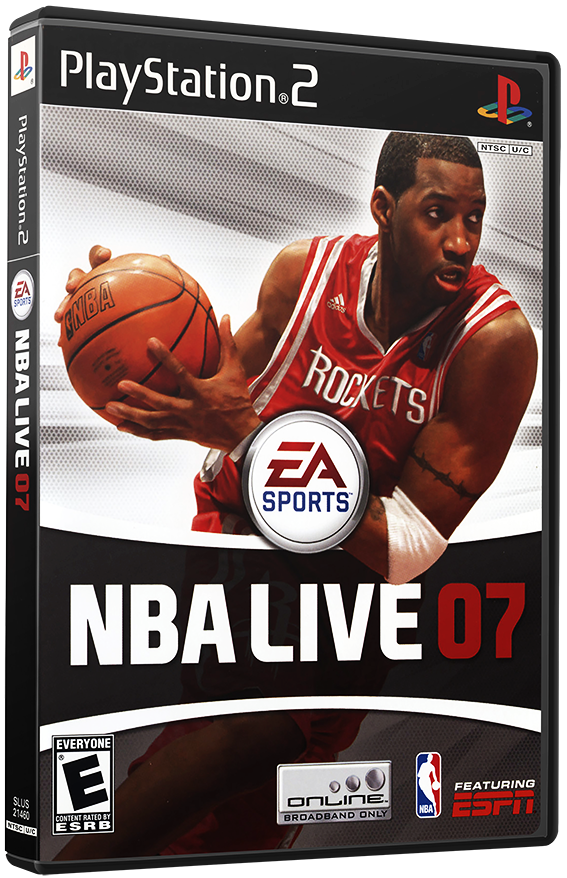 PlayStation®2
NTSC U/C
NBA
adidas
ROCKETS
EA
SPORTS™
NBA LIVE 07
EVERYONE
E
CONTENT RATED BY
ESRB
ONLINE
BROADBAND ONLY
NBA
FEATURING
ESPN
PlayStation®2
EA
SPORTS
NBA LIVE 07
SLUS
21460
NTSC U/C